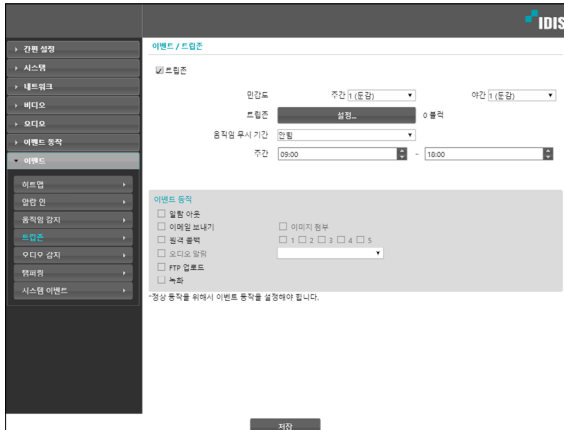 IDIS
간편 설정
시스템
네트워크
비디오
오디오
이벤트 동작
이벤트
히트맵
알람 인
움직임 감지
트립존
오디오 감지
탬퍼링
시스템 이벤트
이벤트 / 트립존
트립존
민감도 주간 1 (둔감) 야간 1 (둔감)
트립존 설정... 0 블럭
움직임 무시 기간 안함
주간 09:00 - 18:00
이벤트 동작
알람 아웃
이메일 보내기 이미지 첨부
원격 콜백 1 2 3 4 5
오디오 알림
FTP 업로드
녹화
*정상 동작을 위해서 이벤트 동작을 설정해야 합니다.
저장